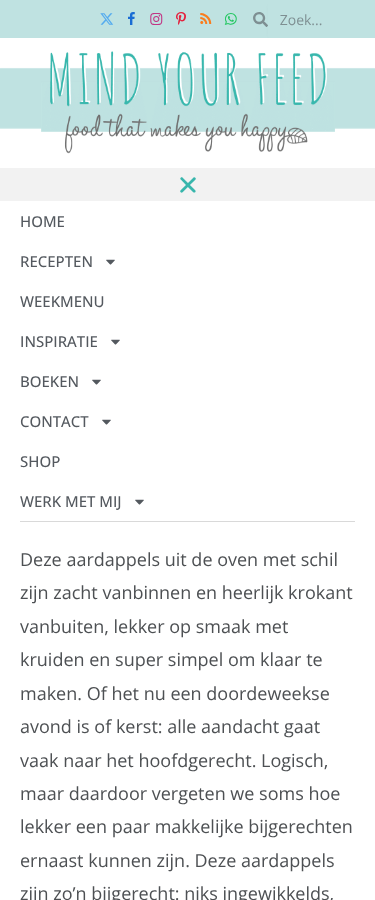 Zoek...
MIND YOUR FEED
food that makes you happy
HOME
RECEPTEN
WEEKMENU
INSPIRATIE
BOEKEN
CONTACT
SHOP
WERK MET MIJ
Deze aardappels uit de oven met schil
zijn zacht vanbinnen en heerlijk krokant
vanbuiten, lekker op smaak met
kruiden en super simpel om klaar te
maken. Of het nu een doordeweekse
avond is of kerst: alle aandacht gaat
vaak naar het hoofdgerecht. Logisch,
maar daardoor vergeten we soms hoe
lekker een paar makkelijke bijgerechten
ernaast kunnen zijn. Deze aardappels
zijn zo’n bijgerecht: niks ingewikkelds,